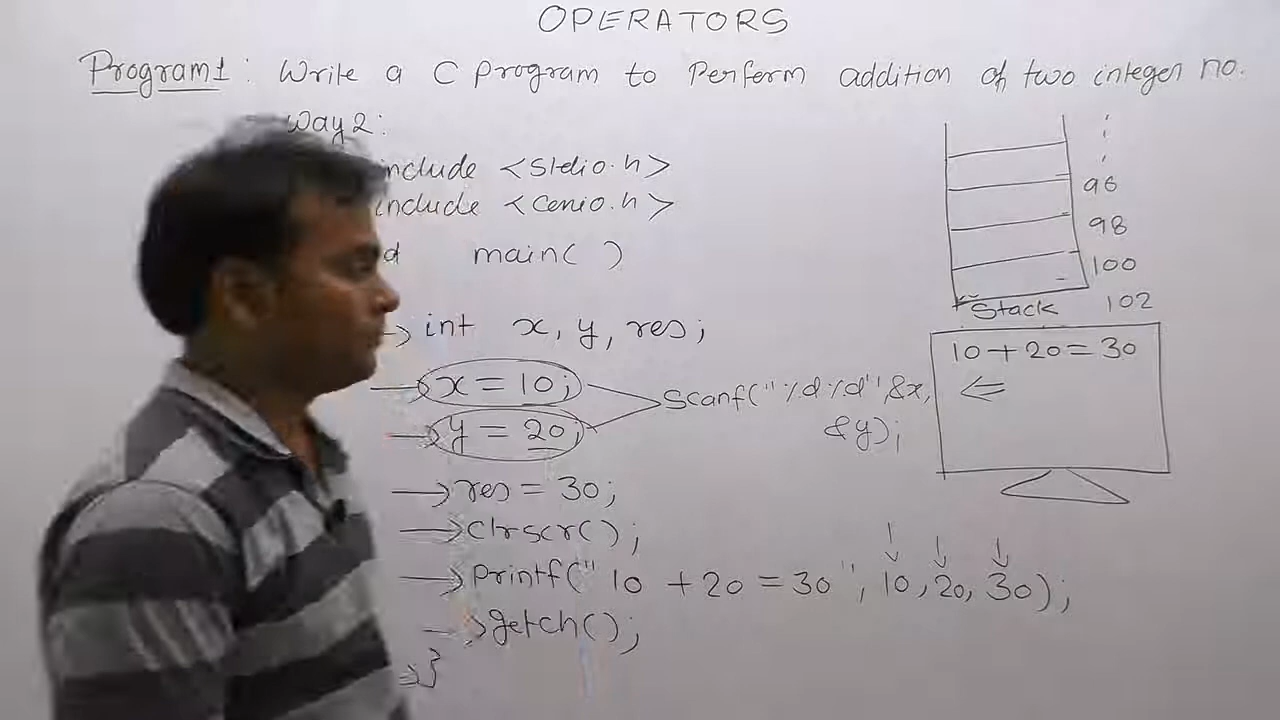 OPERATORS
Program1: Write a C program to Perform addition of two integer no.
Way2:
include <stdio.h>
include <conio.h>
d main( )
int x, y, res;
x = 10;
y = 20;
scanf("%d%d",&x,
&y);
res = 30;
clrscr();
printf("10 +20 = 30", 10, 20, 30);
getch();
}
96
98
100
102
Stack
10+20=30